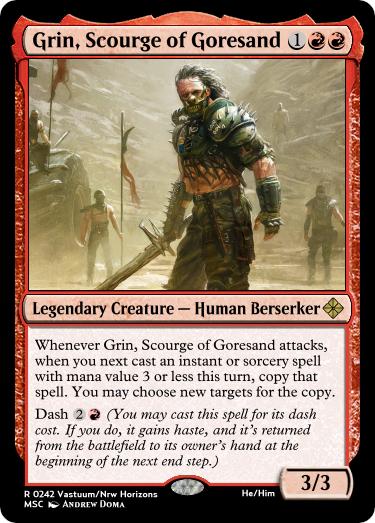 Grin, Scourge of Goresand 1
Legendary Creature — Human Berserker
Whenever Grin, Scourge of Goresand attacks,
when you next cast an instant or sorcery spell
with mana value 3 or less this turn, copy that
spell. You may choose new targets for the copy.
Dash 2 (You may cast this spell for its dash
cost. If you do, it gains haste, and it's returned
from the battlefield to its owner's hand at the
beginning of the next end step.)
3/3
R 0242 Vastuum/Nrw Horizons He/Him
MSC Andrew Doma